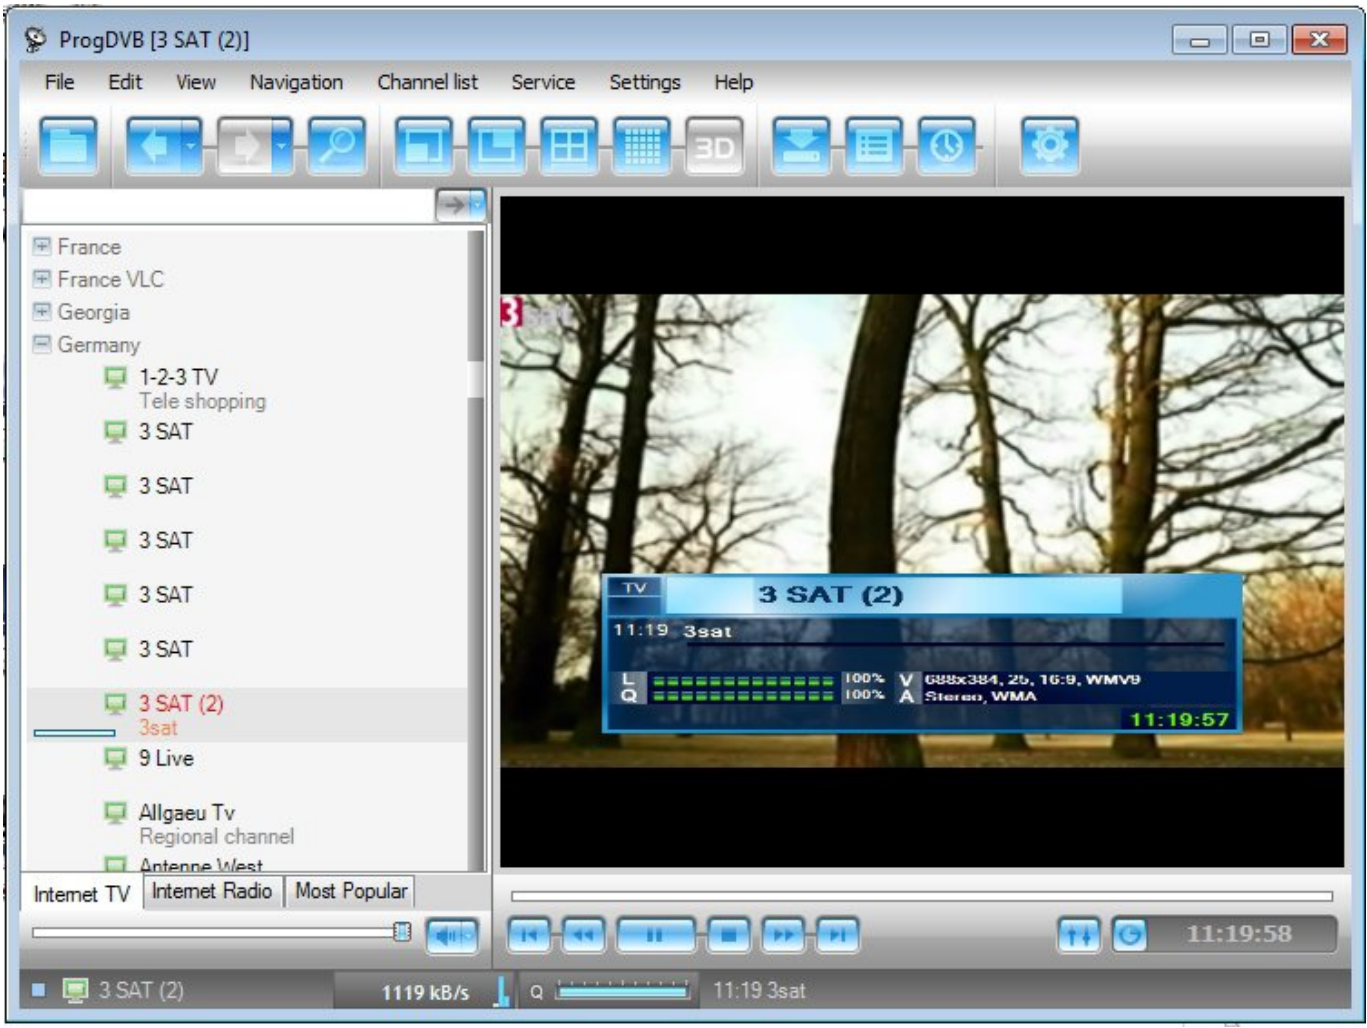 ProgDVB [3 SAT (2)]
File Edit View Navigation Channel list Service Settings Help
3D
France
France VLC
Georgia
Germany
1-2-3 TV
Tele shopping
3 SAT
3 SAT
3 SAT
3 SAT
3 SAT
3 SAT (2)
3sat
9 Live
Allgaeu Tv
Regional channel
Antenne West
Internet TV Internet Radio Most Popular
3sat
TV 3 SAT (2)
11:19 3sat
L 100% V 688x384, 25, 16:9, WMV9
Q 100% A Stereo, WMA
11:19:57
11:19:58
3 SAT (2) 1119 kB/s Q 11:19 3sat